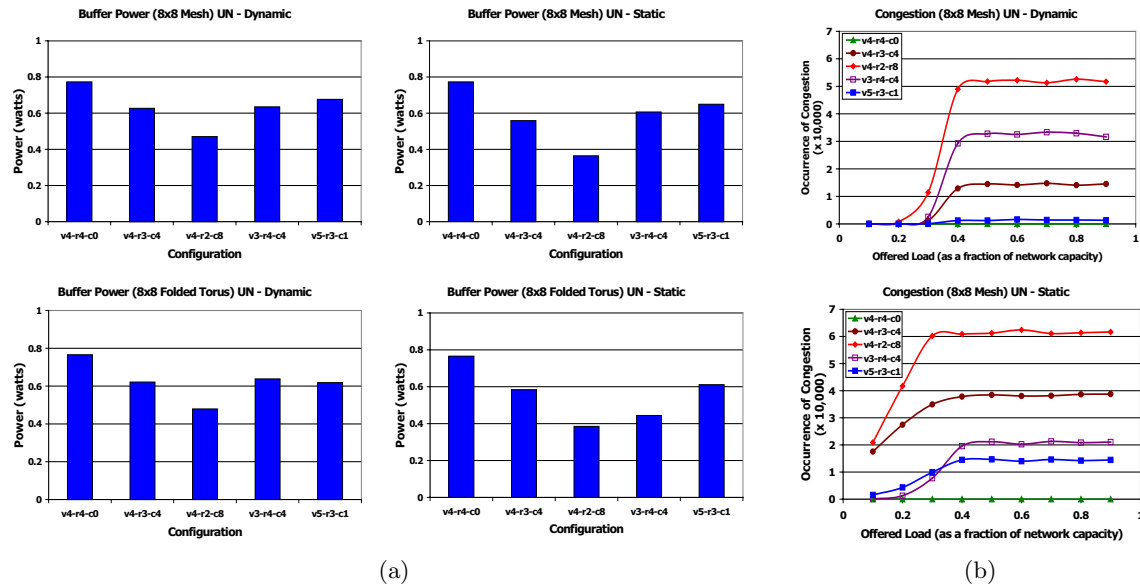 Buffer Power (8x8 Mesh) UN - Dynamic
1
0.8
0.6
0.4
0.2
0
Power (watts)
v4-r4-c0 v4-r3-c4 v4-r2-c8 v3-r4-c4 v5-r3-c1
Configuration
Buffer Power (8x8 Mesh) UN - Static
1
0.8
0.6
0.4
0.2
0
Power (watts)
v4-r4-c0 v4-r3-c4 v4-r2-c8 v3-r4-c4 v5-r3-c1
Configuration
Congestion (8x8 Mesh) UN - Dynamic
7
6
5
4
3
2
1
0
Occurrence of Congestion
(x 10,000)
v4-r4-c0
v4-r3-c4
v4-r2-r8
v3-r4-c4
v5-r3-c1
0 0.2 0.4 0.6 0.8 1
Offered Load (as a fraction of network capacity)
Buffer Power (8x8 Folded Torus) UN - Dynamic
1
0.8
0.6
0.4
0.2
0
Power (watts)
v4-r4-c0 v4-r3-c4 v4-r2-c8 v3-r4-c4 v5-r3-c1
Configuration
Buffer Power (8x8 Folded Torus) UN - Static
1
0.8
0.6
0.4
0.2
0
Power (watts)
v4-r4-c0 v4-r3-c4 v4-r2-c8 v3-r4-c4 v5-r3-c1
Configuration
Congestion (8x8 Mesh) UN - Static
7
6
5
4
3
2
1
0
Occurrence of Congestion
(x 10,000)
v4-r4-c0
v4-r3-c4
v4-r2-c8
v3-r4-c4
v5-r3-c1
0 0.2 0.4 0.6 0.8 1
Offered Load (as a fraction of network capacity)
(a)
(b)